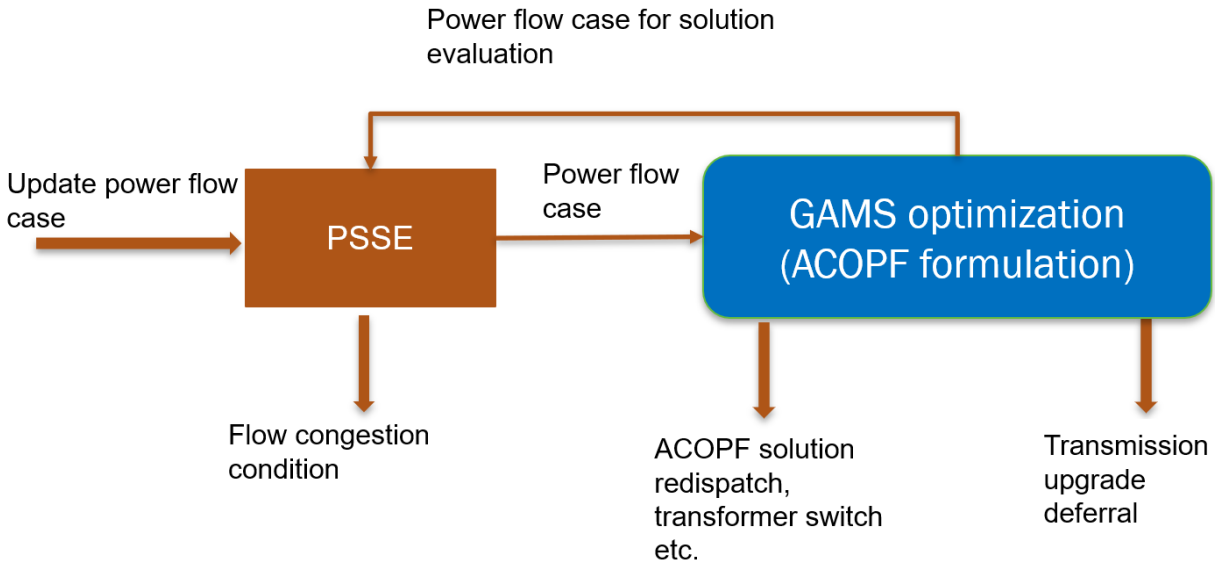 Power flow case for solution
evaluation
Update power flow
case
PSSE
Power flow
case
GAMS optimization
(ACOPF formulation)
Flow congestion
condition
ACOPF solution
redispatch,
transformer switch
etc.
Transmission
upgrade
deferral